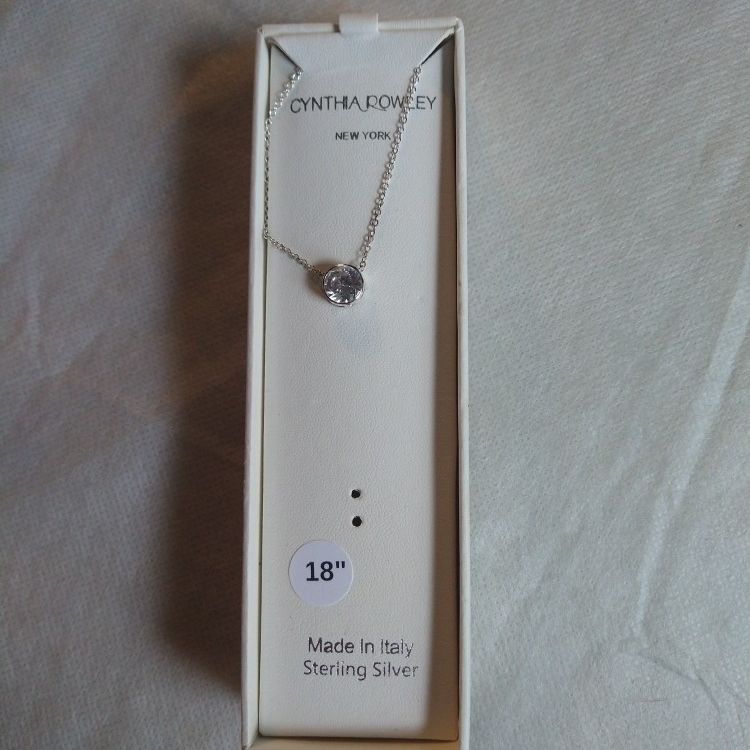 CYNTHIA ROWLEY
NEW YORK
18"
Made In Italy
Sterling Silver